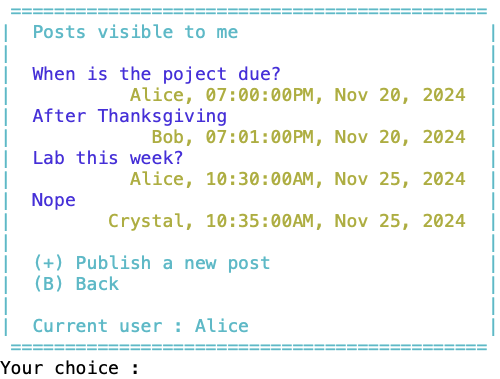 Posts visible to me
When is the poject due?
Alice, 07:00:00PM, Nov 20, 2024
After Thanksgiving
Bob, 07:01:00PM, Nov 20, 2024
Lab this week?
Alice, 10:30:00AM, Nov 25, 2024
Nope
Crystal, 10:35:00AM, Nov 25, 2024
(+) Publish a new post
(B) Back
Current user : Alice
Your choice :